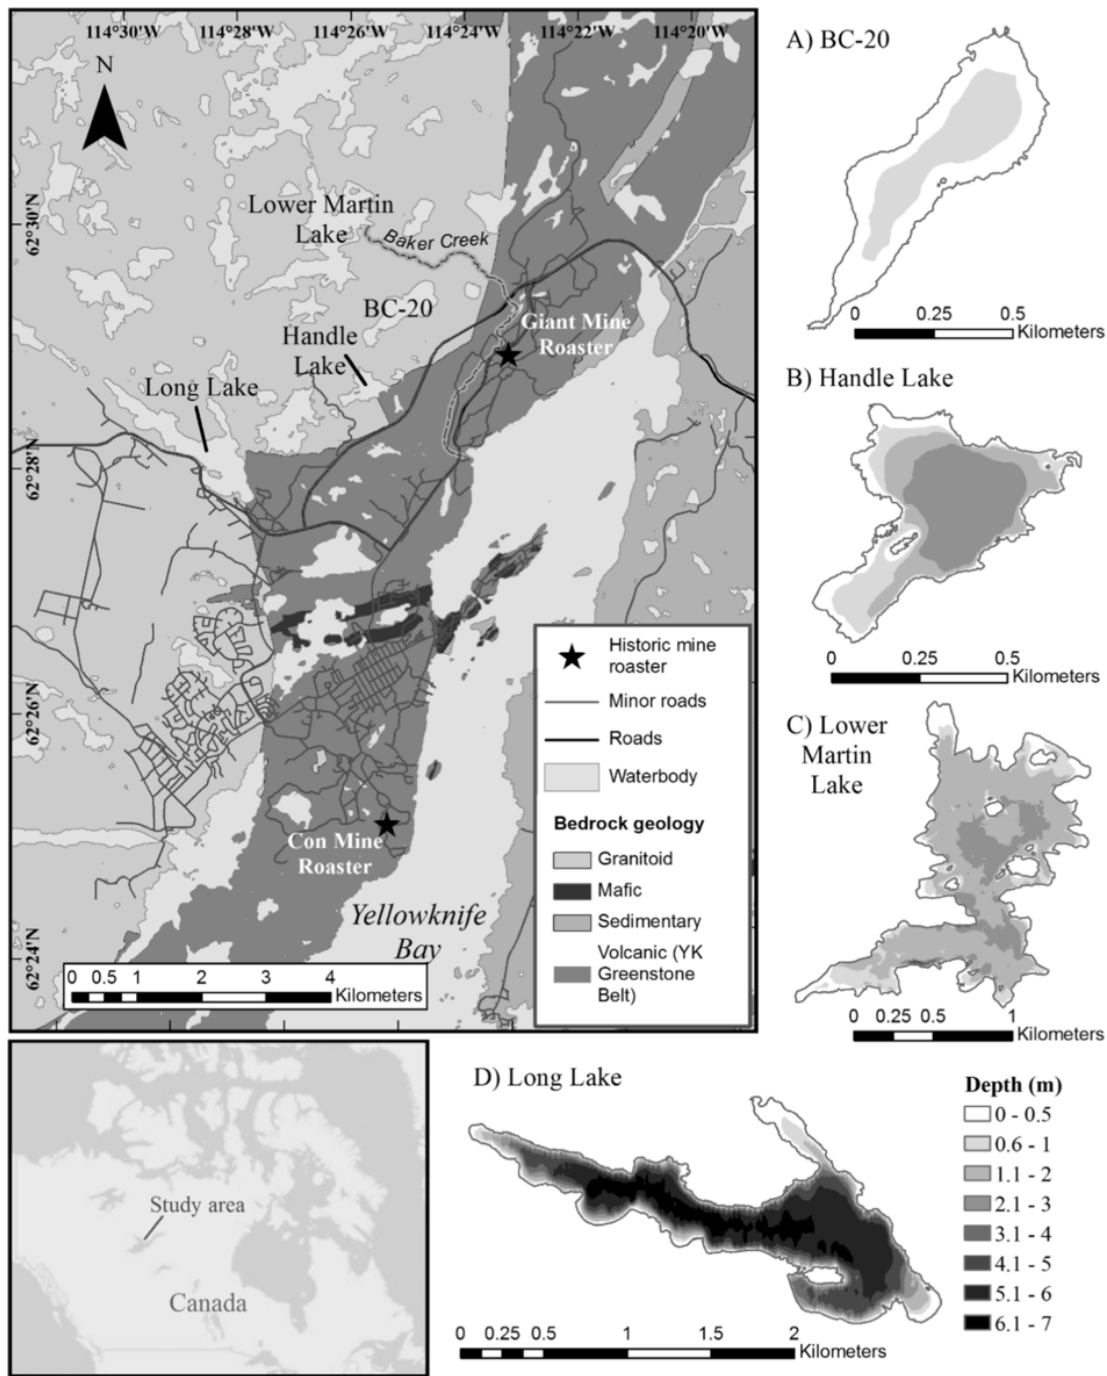 114°30'W 114°28'W 114°26'W 114°24'W 114°22'W 114°20'W
N
62°30'N
62°28'N
62°26'N
62°24'N
Lower Martin
Lake
Baker Creek
BC-20
Handle
Lake
Long Lake
Giant Mine
Roaster
Con Mine
Roaster
Yellowknife
Bay
0 0.5 1 2 3 4
Kilometers
Historic mine
roaster
Minor roads
Roads
Waterbody
Bedrock geology
Granitoid
Mafic
Sedimentary
Volcanic (YK
Greenstone
Belt)
A) BC-20
0 0.25 0.5
Kilometers
B) Handle Lake
0 0.25 0.5
Kilometers
C) Lower
Martin
Lake
0 0.25 0.5 1
Kilometers
Study area
Canada
D) Long Lake
0 0.25 0.5 1 1.5 2
Kilometers
Depth (m)
0 - 0.5
0.6 - 1
1.1 - 2
2.1 - 3
3.1 - 4
4.1 - 5
5.1 - 6
6.1 - 7